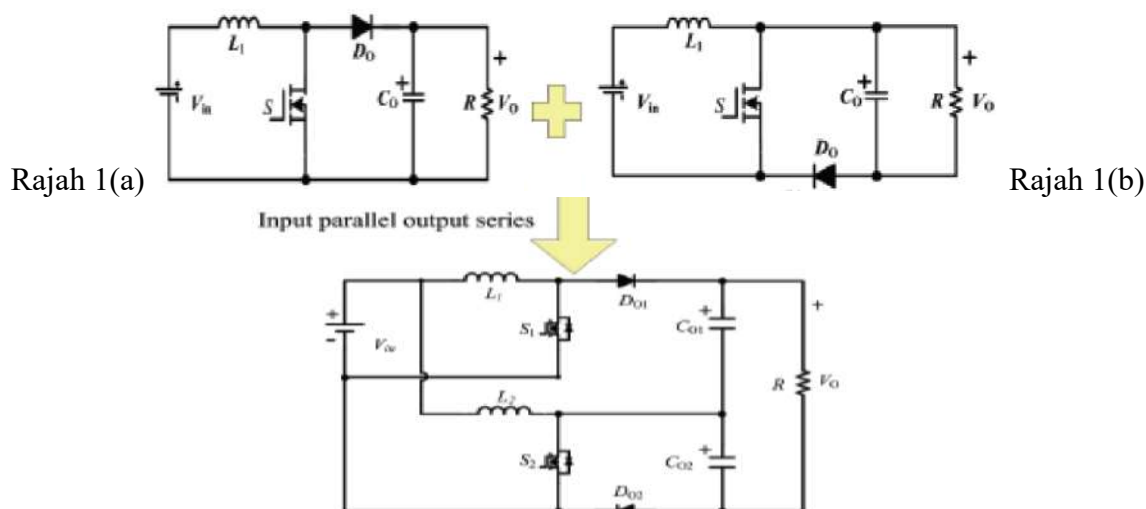 L1
DO
Vin
S
CO
+
R
VO
+
L1
Vin
S
CO
+
R
VO
+
DO
Rajah 1(a)
Rajah 1(b)
Input parallel output series
L1
DO1
+
-
Vin
S1
CO1
+
+
R
VO
L2
S2
CO2
+
DO2